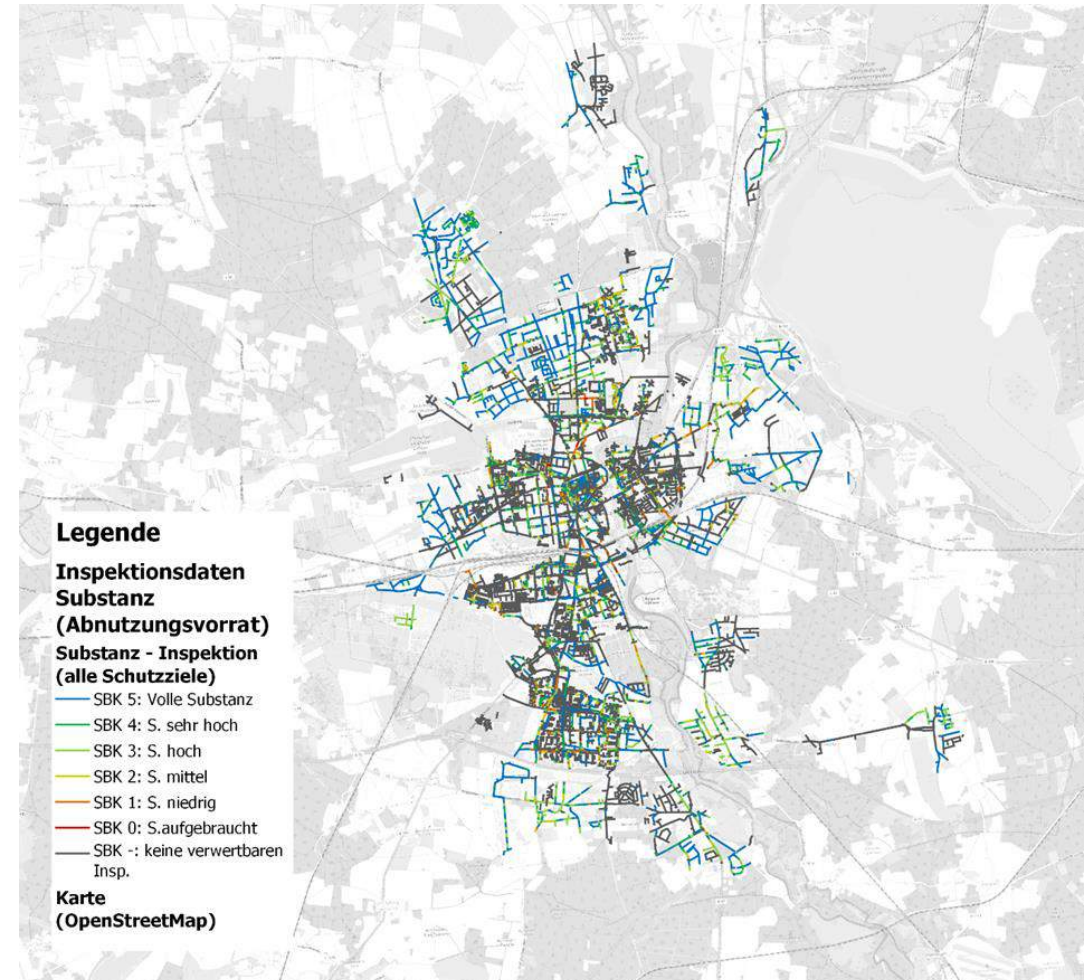 Legende
Inspektionsdaten
Substanz
(Abnutzungsvorrat)
Substanz - Inspektion
(alle Schutzziele)
SBK 5: Volle Substanz
SBK 4: S. sehr hoch
SBK 3: S. hoch
SBK 2: S. mittel
SBK 1: S. niedrig
SBK 0: S.aufgebraucht
SBK -: keine verwertbaren
Insp.
Karte
(OpenStreetMap)